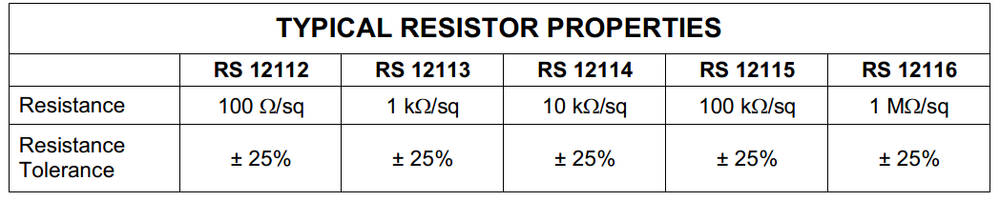 TYPICAL RESISTOR PROPERTIES
RS 12112 RS 12113 RS 12114 RS 12115 RS 12116
Resistance 100 Ω/sq 1 kΩ/sq 10 kΩ/sq 100 kΩ/sq 1 MΩ/sq
Resistance
Tolerance ± 25% ± 25% ± 25% ± 25% ± 25%